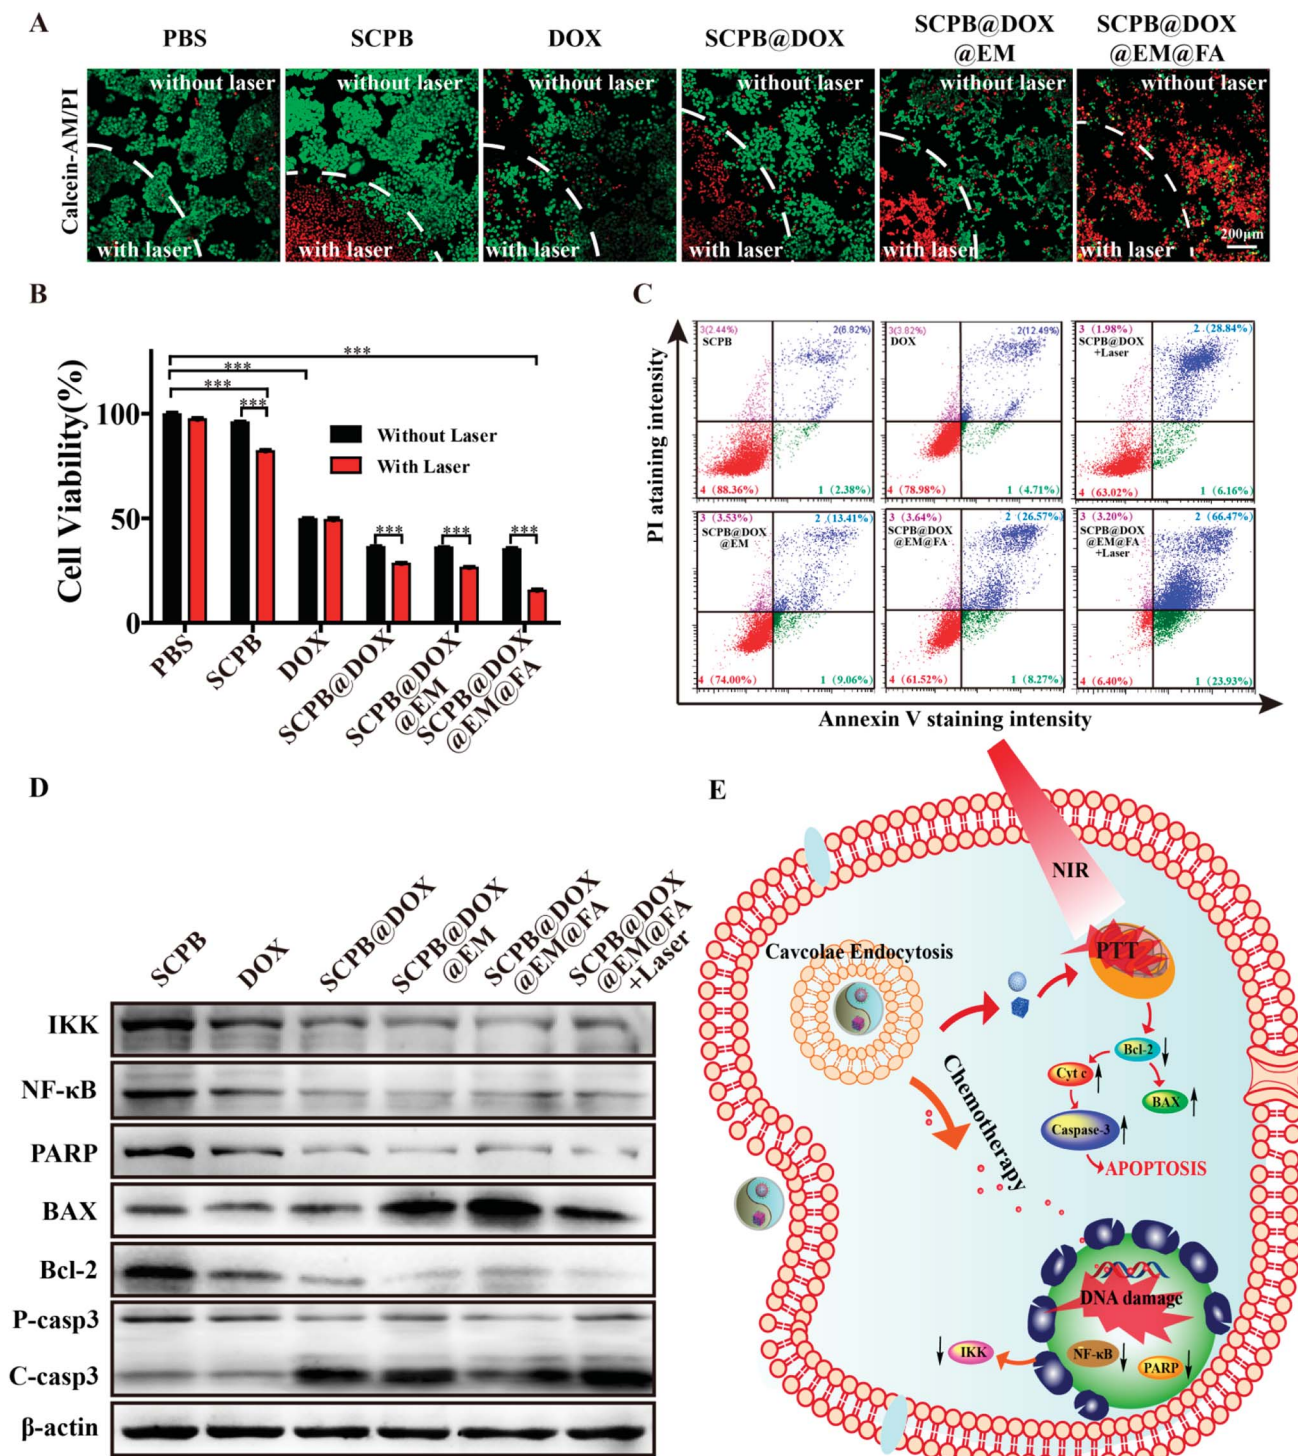 A
PBS
SCPB
DOX
SCPB@DOX
SCPB@DOX
@EM
SCPB@DOX
@EM@FA
Calcein-AM/PI
without laser
with laser
without laser
with laser
without laser
with laser
without laser
with laser
without laser
with laser
without laser
with laser
200μm
B
Cell Viability(%)
100
50
0
***
***
***
***
***
***
***
Without Laser
With Laser
PBS
SCPB
DOX
SCPB@DOX
SCPB@DOX
@EM
SCPB@DOX
@EM@FA
C
PI ataining intensity
3(2.44%)
2(6.82%)
SCPB
4 (88.36%)
1 (2.38%)
3(3.82%)
2(12.49%)
DOX
4 (78.98%)
1 (4.71%)
3 (1.98%)
2 (28.84%)
SCPB@DOX
+Laser
4 (63.02%)
1 (6.16%)
3 (3.53%)
2 (13.41%)
SCPB@DOX
@EM
4 (74.00%)
1 (9.06%)
3 (3.64%)
2 (26.57%)
SCPB@DOX
@EM@FA
4 (61.52%)
1 (8.27%)
3 (3.20%)
2 (66.47%)
SCPB@DOX
@EM@FA
+Laser
4 (6.40%)
1 (23.93%)
Annexin V staining intensity
D
SCPB
DOX
SCPB@DOX
SCPB@DOX
@EM
SCPB@DOX
@EM@FA
SCPB@DOX
@EM@FA
+Laser
IKK
NF-κB
PARP
BAX
Bcl-2
P-casp3
C-casp3
β-actin
E
NIR
PTT
Cavcolae Endocytosis
Chemotherapy
Bcl-2
Cyt c
BAX
Caspase-3
APOPTOSIS
DNA damage
IKK
NF-κB
PARP